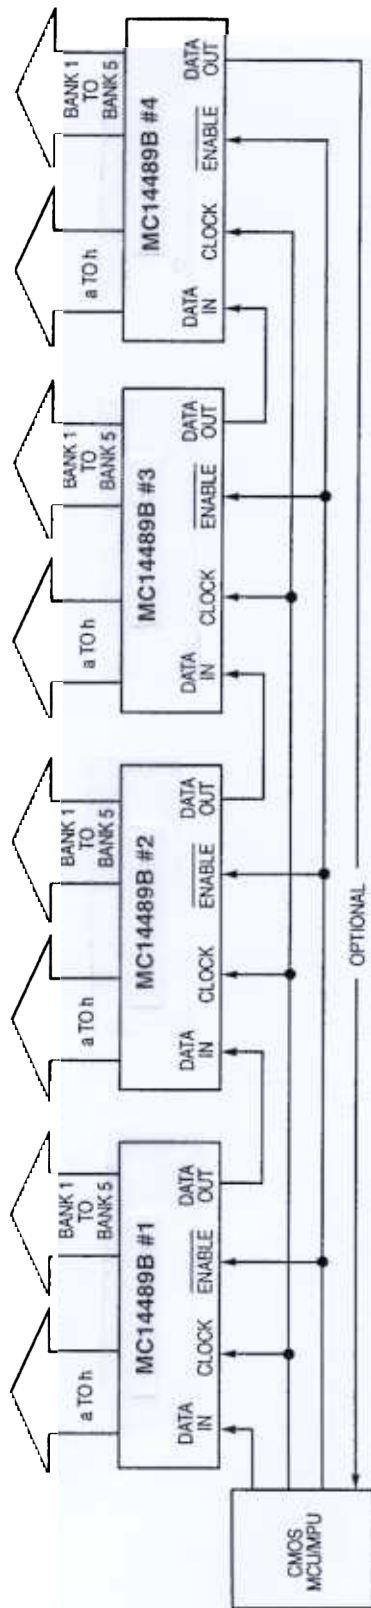 a TO h
BANK 1
TO
BANK 5
MC14489B #1
DATA
IN
CLOCK
ENABLE
DATA
OUT
a TO h
BANK 1
TO
BANK 5
MC14489B #2
DATA
IN
CLOCK
ENABLE
DATA
OUT
a TO h
BANK 1
TO
BANK 5
MC14489B #3
DATA
IN
CLOCK
ENABLE
DATA
OUT
a TO h
BANK 1
TO
BANK 5
MC14489B #4
DATA
IN
CLOCK
ENABLE
DATA
OUT
CMOS
MCU/MPU
OPTIONAL